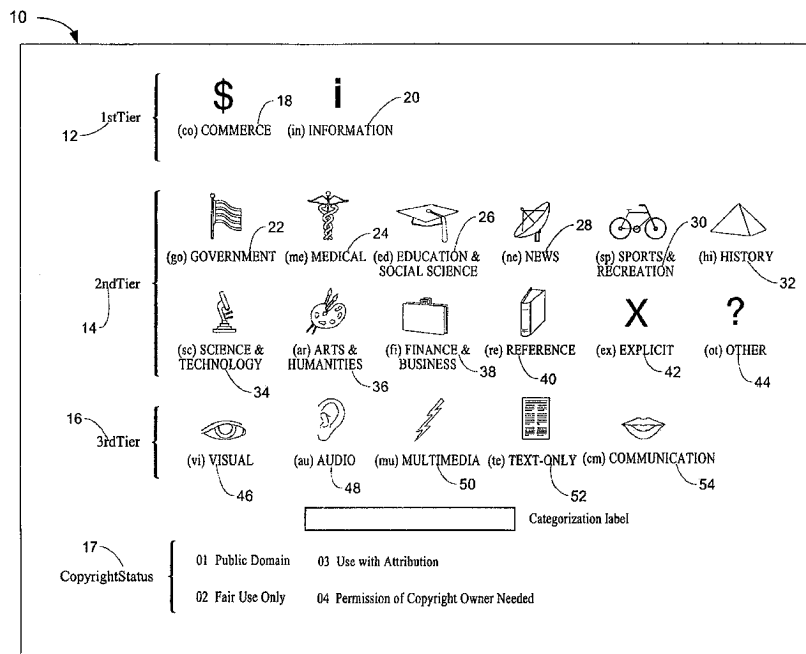 10
$ i
18 20
1stTier
12
(co) COMMERCE (in) INFORMATION
22 24 26 28 30
(go) GOVERNMENT (me) MEDICAL (ed) EDUCATION & SOCIAL SCIENCE (ne) NEWS (sp) SPORTS & RECREATION (hi) HISTORY
32
2ndTier
14
X ?
(sc) SCIENCE & TECHNOLOGY (ar) ARTS & HUMANITIES (fi) FINANCE & BUSINESS (re) REFERENCE (ex) EXPLICIT (ot) OTHER
34 36 38 40 42 44
16
3rdTier
(vi) VISUAL (au) AUDIO (mu) MULTIMEDIA (te) TEXT-ONLY (cm) COMMUNICATION
46 48 50 52 54
Categorization label
17
CopyrightStatus
01 Public Domain 03 Use with Attribution
02 Fair Use Only 04 Permission of Copyright Owner Needed